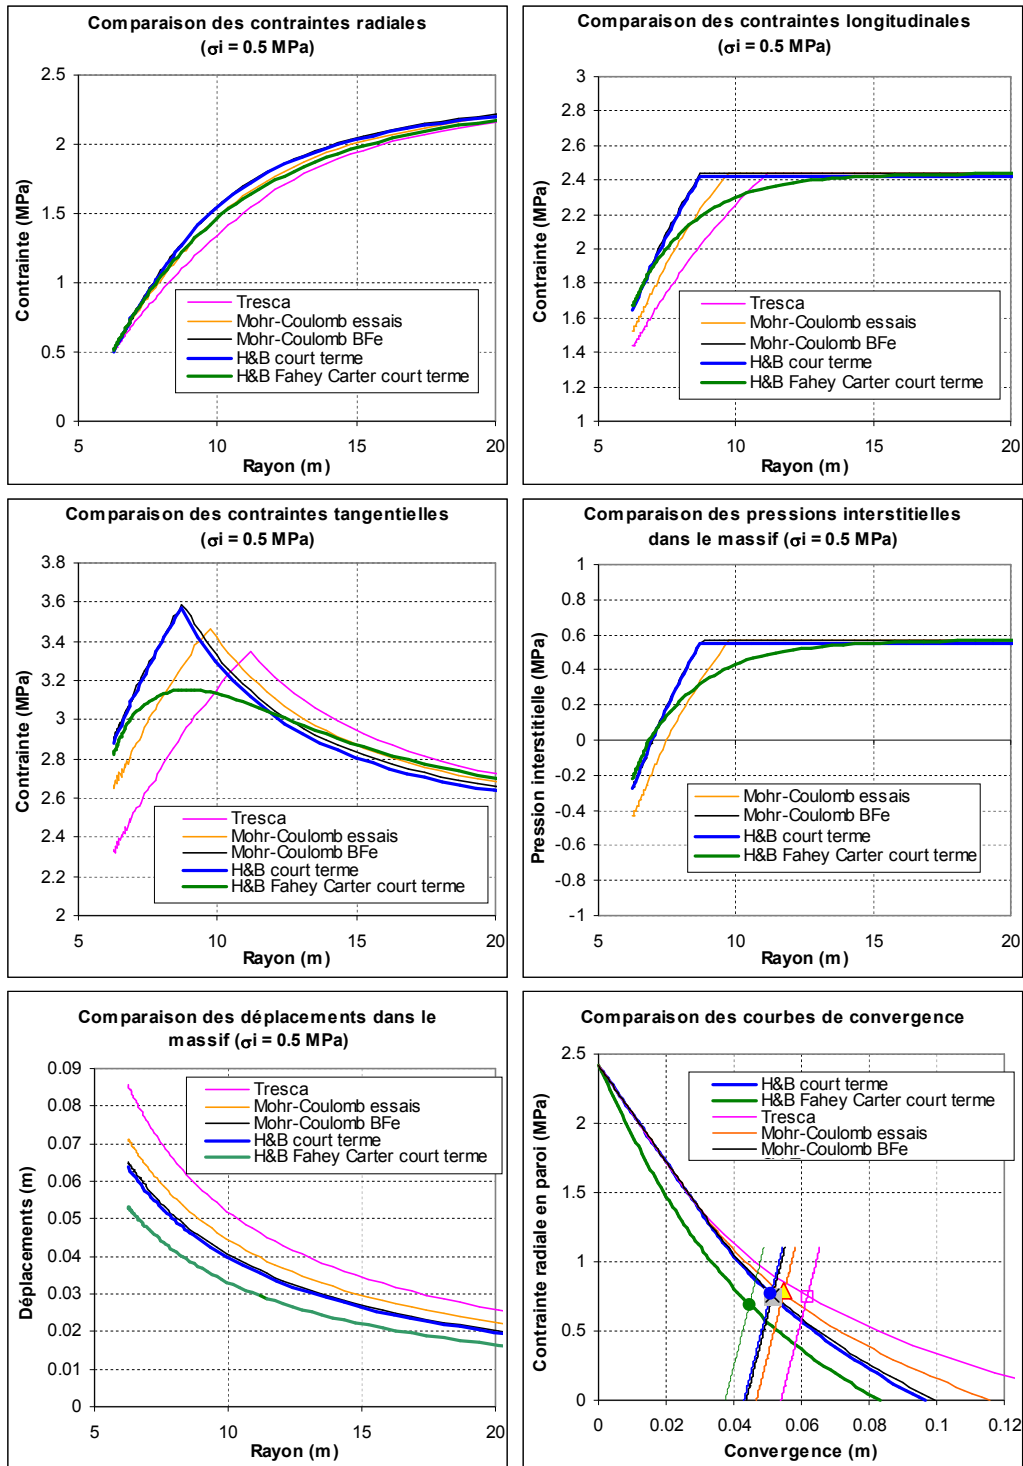 Comparaison des contraintes radiales
(σi = 0.5 MPa)
Contrainte (MPa)
2.5
2
1.5
1
0.5
0
5
10
15
20
Rayon (m)
Tresca
Mohr-Coulomb essais
Mohr-Coulomb BFe
H&B court terme
H&B Fahey Carter court terme
Comparaison des contraintes longitudinales
(σi = 0.5 MPa)
Contrainte (MPa)
3
2.8
2.6
2.4
2.2
2
1.8
1.6
1.4
1.2
1
5
10
15
20
Rayon (m)
Tresca
Mohr-Coulomb essais
Mohr-Coulomb BFe
H&B cour terme
H&B Fahey Carter court terme
Comparaison des contraintes tangentielles
(σi = 0.5 MPa)
Contrainte (MPa)
3.8
3.6
3.4
3.2
3
2.8
2.6
2.4
2.2
2
5
10
15
20
Rayon (m)
Tresca
Mohr-Coulomb essais
Mohr-Coulomb BFe
H&B court terme
H&B Fahey Carter court terme
Comparaison des pressions interstitielles
dans le massif (σi = 0.5 MPa)
Pression interstitielle (MPa)
1
0.8
0.6
0.4
0.2
0
-0.2
-0.4
-0.6
-0.8
-1
5
10
15
20
Rayon (m)
Mohr-Coulomb essais
Mohr-Coulomb BFe
H&B court terme
H&B Fahey Carter court terme
Comparaison des déplacements dans le
massif (σi = 0.5 MPa)
Déplacements (m)
0.09
0.08
0.07
0.06
0.05
0.04
0.03
0.02
0.01
0
5
10
15
20
Rayon (m)
Tresca
Mohr-Coulomb essais
Mohr-Coulomb BFe
H&B court terme
H&B Fahey Carter court terme
Comparaison des courbes de convergence
Contrainte radiale en paroi (MPa)
2.5
2
1.5
1
0.5
0
0
0.02
0.04
0.06
0.08
0.1
0.12
Convergence (m)
H&B court terme
H&B Fahey Carter court terme
Tresca
Mohr-Coulomb essais
Mohr-Coulomb BFe